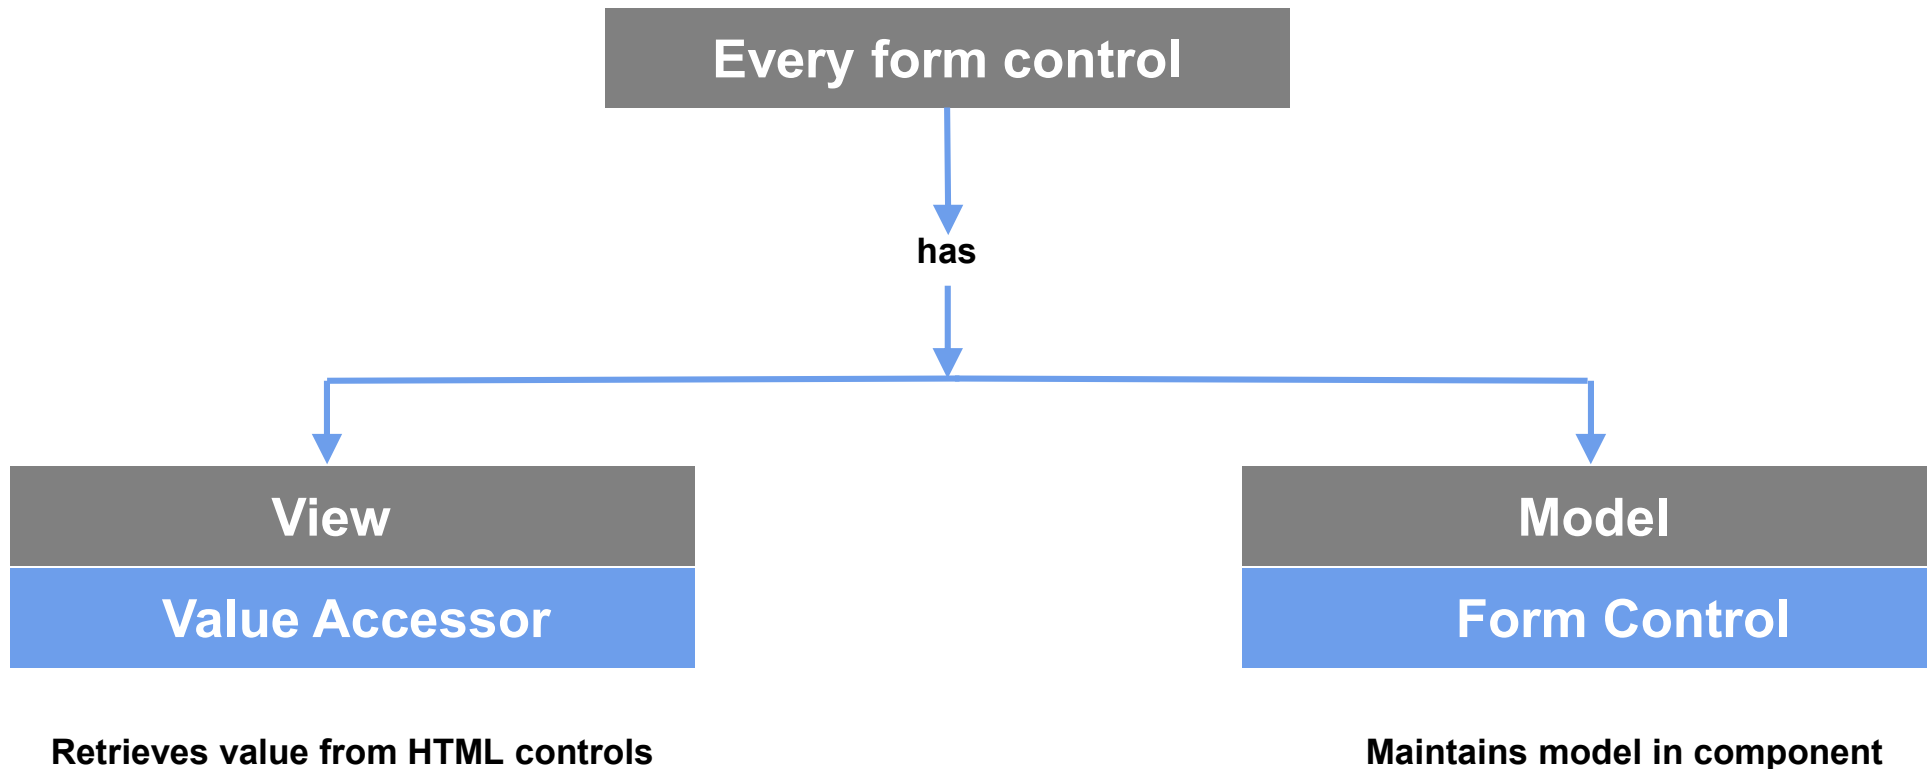 Every form control
has
View
Model
Value Accessor
Form Control
Retrieves value from HTML controls
Maintains model in component